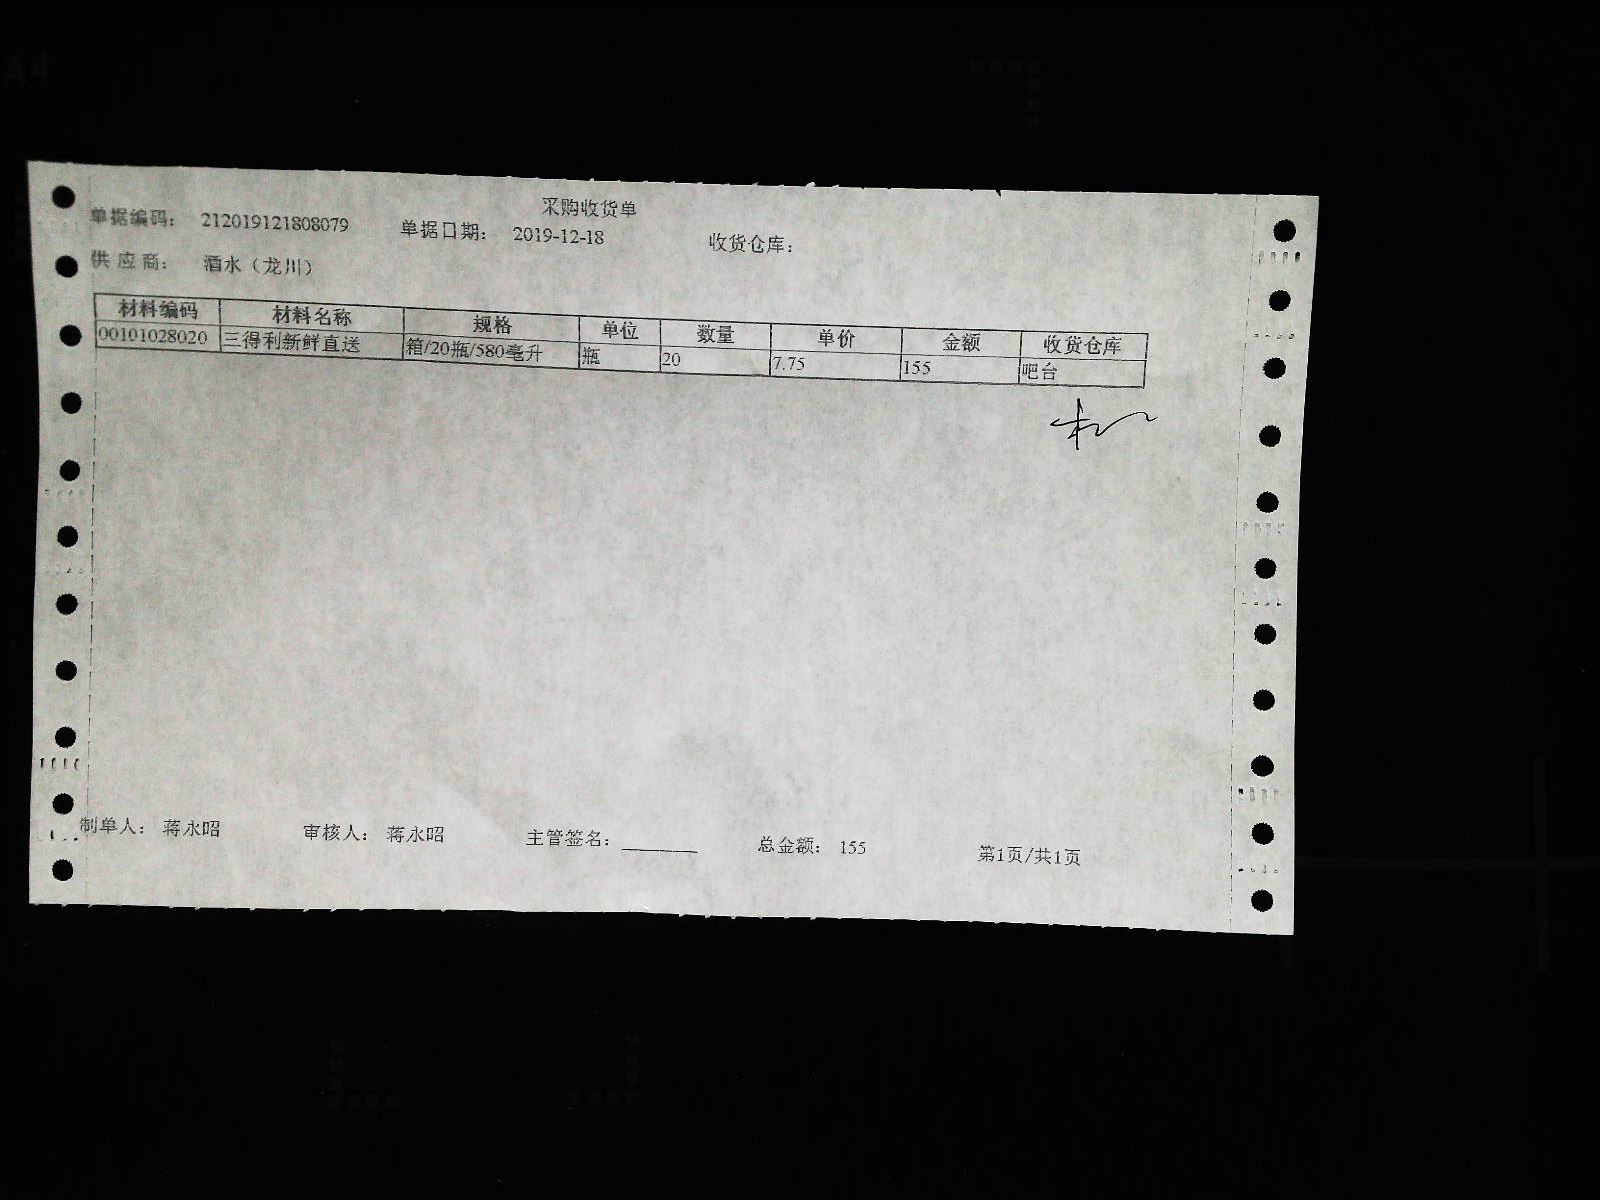 采购收货单
单据编码： 212019121808079 单据日期： 2019-12-18 收货仓库：
供应商： 酒水（龙川）
材料编码 材料名称 规格 单位 数量 单价 金额 收货仓库
00101028020 三得利新鲜直送 箱/20瓶/580毫升 瓶 20 7.75 155 吧台
制单人： 蒋永昭 审核人： 蒋永昭 主管签名： 总金额： 155 第1页/共1页